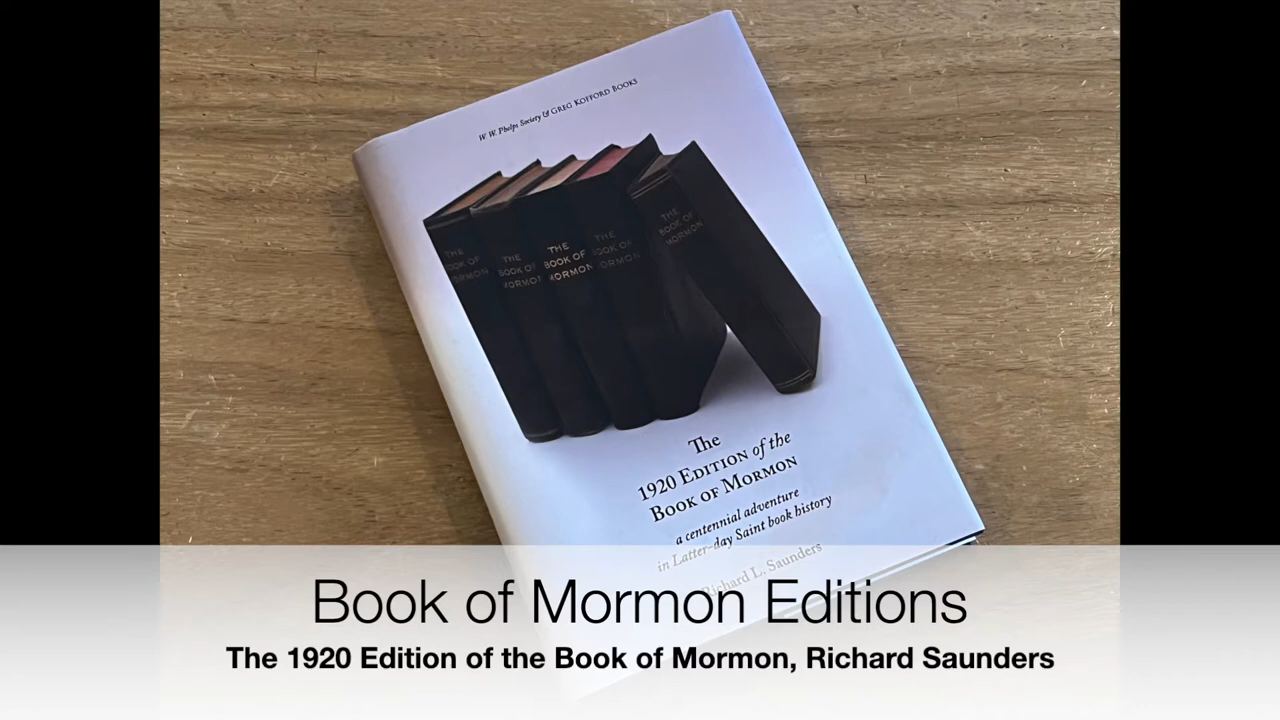 W. W. Phelps Society & GREG KOFFORD BOOKS
THE
BOOK OF
MORMON
THE
BOOK OF
MORMON
THE
BOOK OF
MORMON
THE
BOOK OF
MORMON
THE
BOOK OF
MORMON
The
1920 EDITION of the
BOOK OF MORMON
a centennial adventure
in Latter-day Saint book history
Richard L. Saunders
Book of Mormon Editions
The 1920 Edition of the Book of Mormon, Richard Saunders